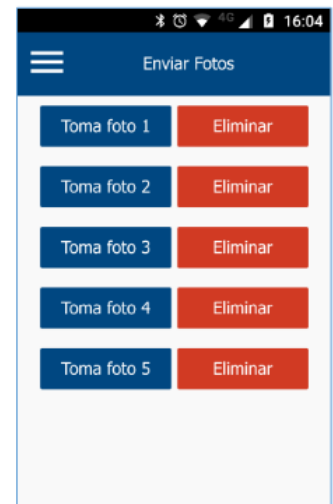 4G 16:04
Enviar Fotos
Toma foto 1 Eliminar
Toma foto 2 Eliminar
Toma foto 3 Eliminar
Toma foto 4 Eliminar
Toma foto 5 Eliminar